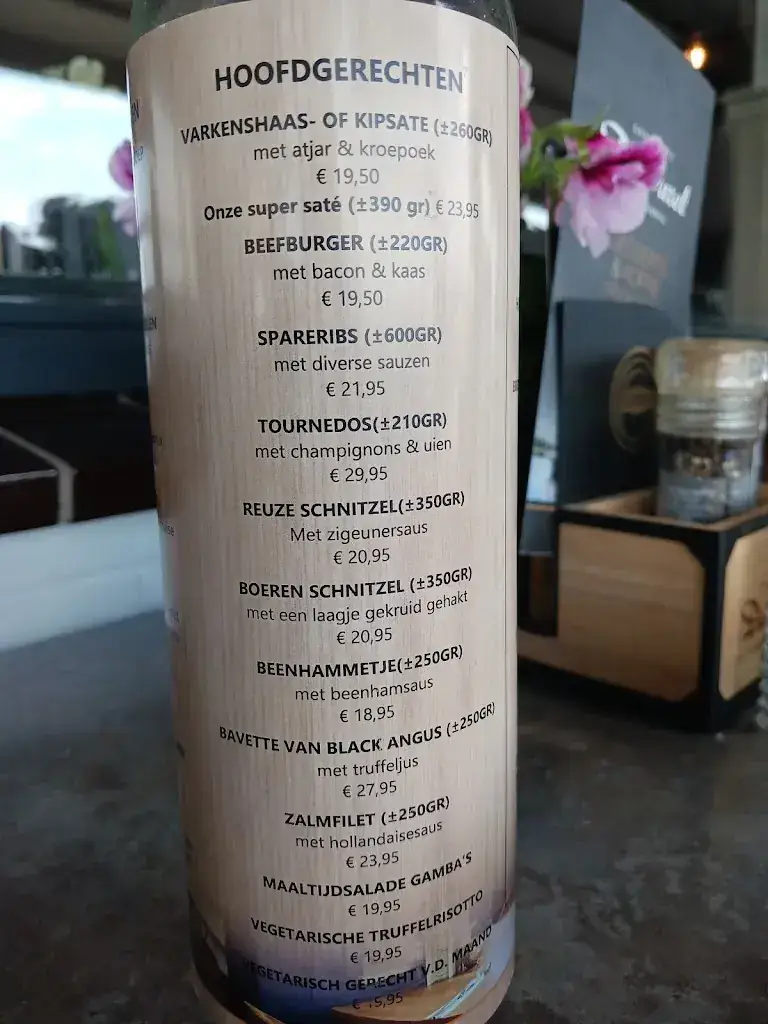 HOOFDGERECHTEN
VARKENSHAAS- OF KIPSATE (±260GR)
met atjar & kroepoek
€ 19,50
Onze super saté (±390 gr) € 23,95
BEEFBURGER (±220GR)
met bacon & kaas
€ 19,50
SPARERIBS (±600GR)
met diverse sauzen
€ 21,95
TOURNEDOS(±210GR)
met champignons & uien
€ 29,95
REUZE SCHNITZEL(±350GR)
Met zigeunersaus
€ 20,95
BOEREN SCHNITZEL (±350GR)
met een laagje gekruid gehakt
€ 20,95
BEENHAMMETJE(±250GR)
met beenhamsaus
€ 18,95
BAVETTE VAN BLACK ANGUS (±250GR)
met truffeljus
€ 27,95
ZALMFILET (±250GR)
met hollandaisesaus
€ 23,95
MAALTIJDSALADE GAMBA'S
€ 19,95
VEGETARISCHE TRUFFELRISOTTO
€ 19,95
VEGETARISCH GERECHT V.D. MAAND
€